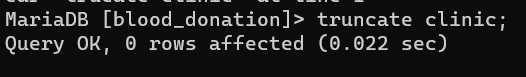 MariaDB [blood_donation]> truncate clinic;
Query OK, 0 rows affected (0.022 sec)